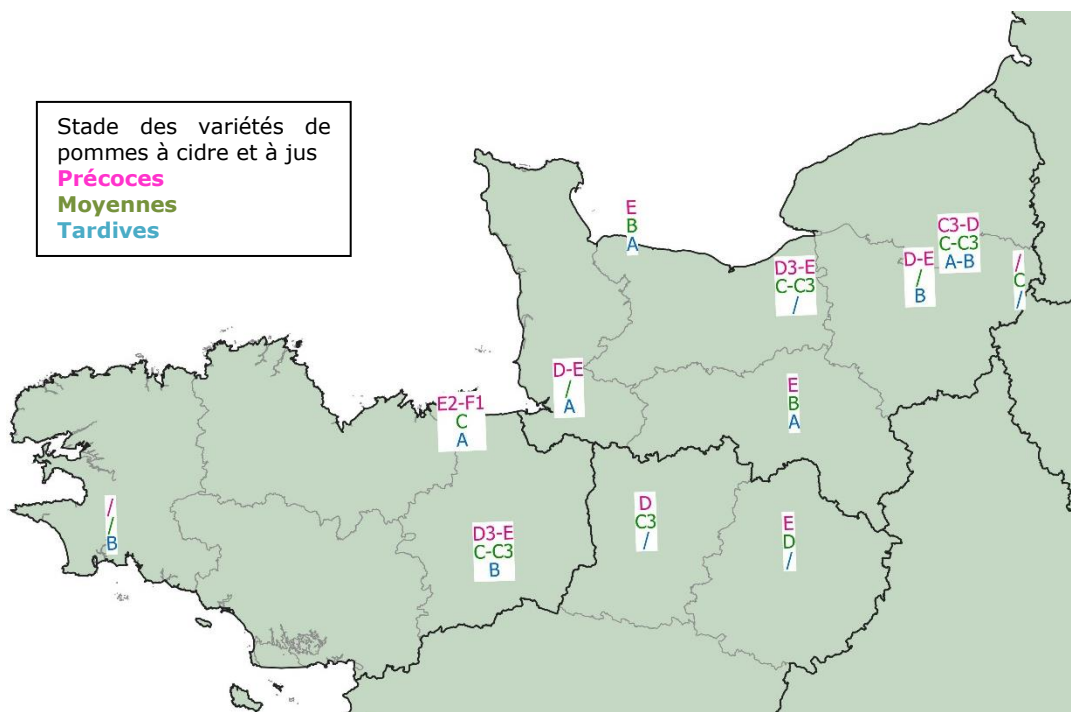 Stade des variétés de
pommes à cidre et à jus
Précoces
Moyennes
Tardives
E
B
A
C3-D
C-C3
A-B
D-E
/
B
/
C
/
D3-E
C-C3
/
D-E
/
A
E
B
A
E2-F1
C
A
/
/
B
D3-E
C-C3
B
D
C3
/
E
D
/